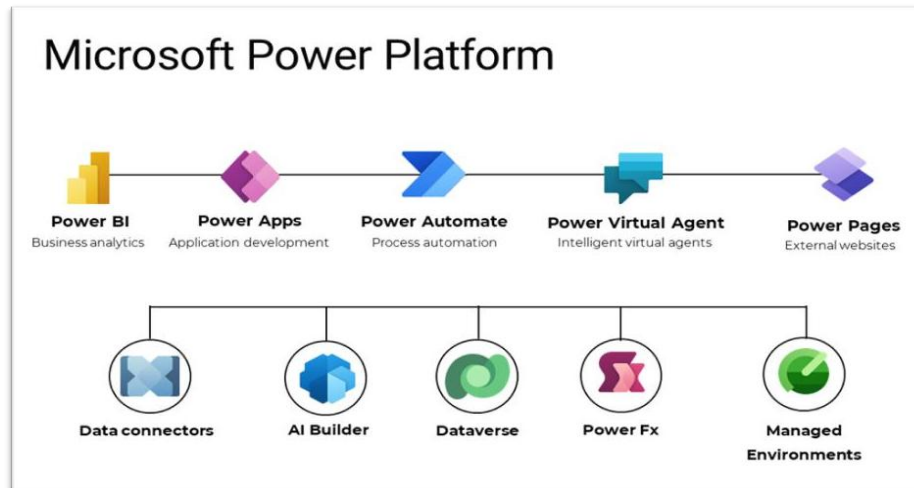 Microsoft Power Platform
Power BI
Business analytics
Power Apps
Application development
Power Automate
Process automation
Power Virtual Agent
Intelligent virtual agents
Power Pages
External websites
Data connectors
AI Builder
Dataverse
Power Fx
Managed
Environments